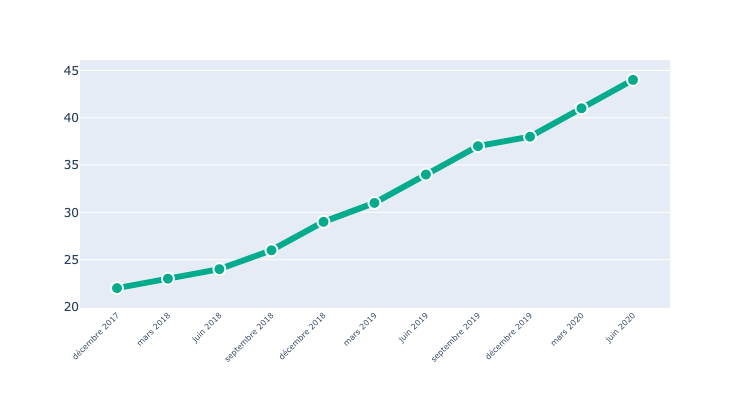 45
40
35
30
25
20
décembre 2017
mars 2018
juin 2018
septembre 2018
décembre 2018
mars 2019
juin 2019
septembre 2019
décembre 2019
mars 2020
juin 2020